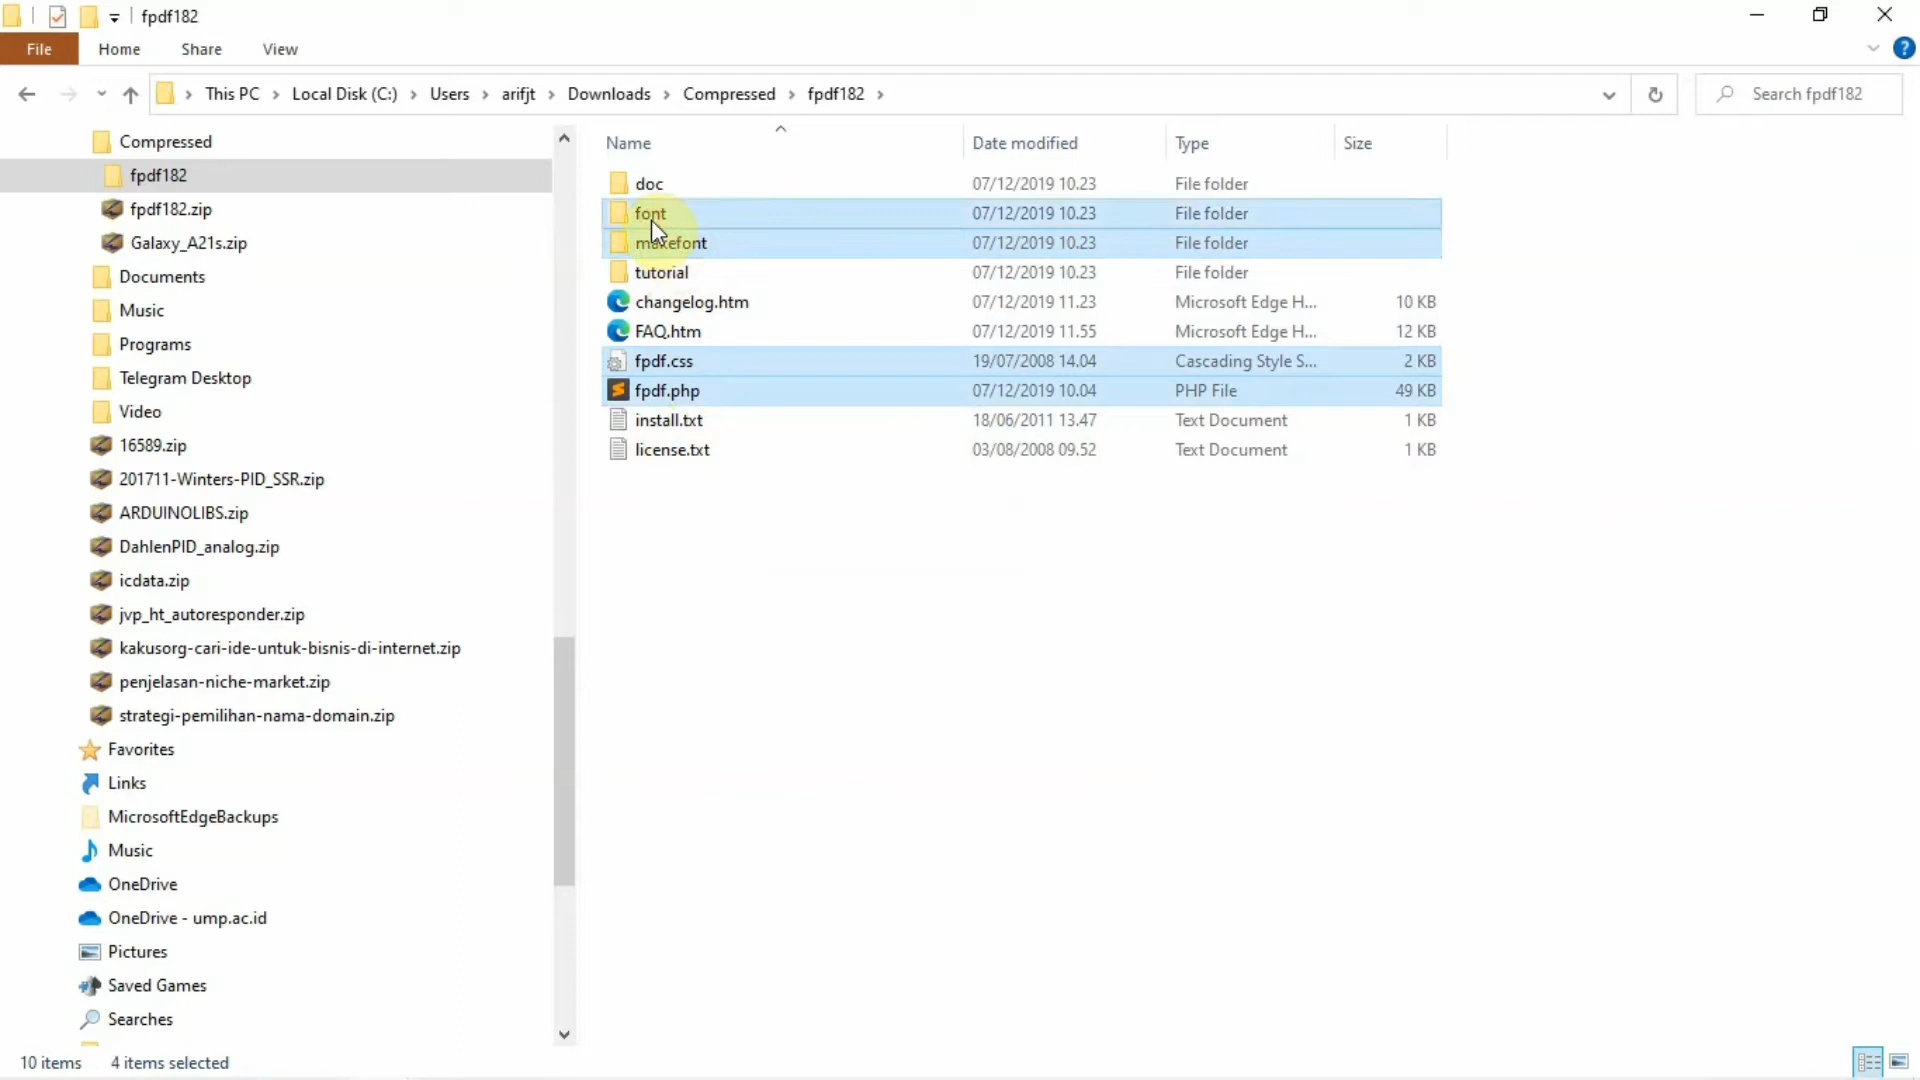 fpdf182
File Home Share View
This PC Local Disk (C:) Users arifjt Downloads Compressed fpdf182 Search fpdf182
Compressed
fpdf182
fpdf182.zip
Galaxy_A21s.zip
Documents
Music
Programs
Telegram Desktop
Video
16589.zip
201711-Winters-PID_SSR.zip
ARDUINOLIBS.zip
DahlenPID_analog.zip
icdata.zip
jvp_ht_autoresponder.zip
kakusorg-cari-ide-untuk-bisnis-di-internet.zip
penjelasan-niche-market.zip
strategi-pemilihan-nama-domain.zip
Favorites
Links
MicrosoftEdgeBackups
Music
OneDrive
OneDrive - ump.ac.id
Pictures
Saved Games
Searches
Name Date modified Type Size
doc 07/12/2019 10.23 File folder
font 07/12/2019 10.23 File folder
makefont 07/12/2019 10.23 File folder
tutorial 07/12/2019 10.23 File folder
changelog.htm 07/12/2019 11.23 Microsoft Edge H... 10 KB
FAQ.htm 07/12/2019 11.55 Microsoft Edge H... 12 KB
fpdf.css 19/07/2008 14.04 Cascading Style S... 2 KB
fpdf.php 07/12/2019 10.04 PHP File 49 KB
install.txt 18/06/2011 13.47 Text Document 1 KB
license.txt 03/08/2008 09.52 Text Document 1 KB
10 items 4 items selected